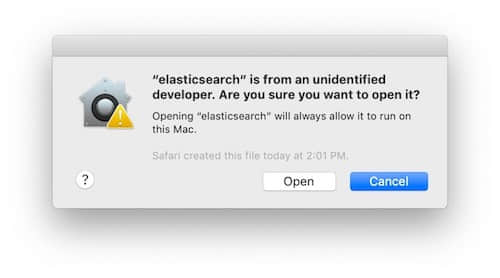 “elasticsearch” is from an unidentified
developer. Are you sure you want to open it?
Opening “elasticsearch” will always allow it to run on
this Mac.
Safari created this file today at 2:01 PM.
?
Open
Cancel